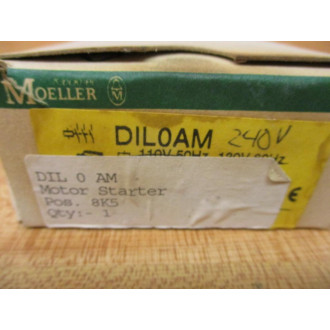 MOELLER
DIL0AM 240V
110V 50Hz 120V 60Hz
DIL 0 AM
Motor Starter
Pos. 8K5
Qty:- 1